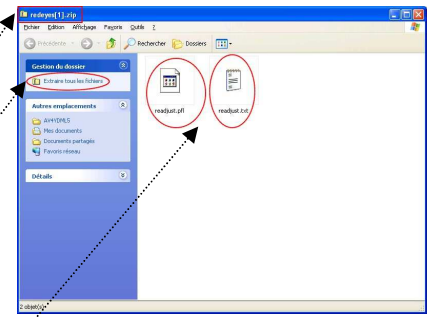 redeyes[1].zip
Fichier Edition Affichage Favoris Outils ?
Précédente Rechercher Dossiers
Gestion du dossier
Extraire tous les fichiers
Autres emplacements
AV4YDML5
Mes documents
Documents partagés
Favoris réseau
Détails
readjust.pfl
readjust.txt
2 objet(s)